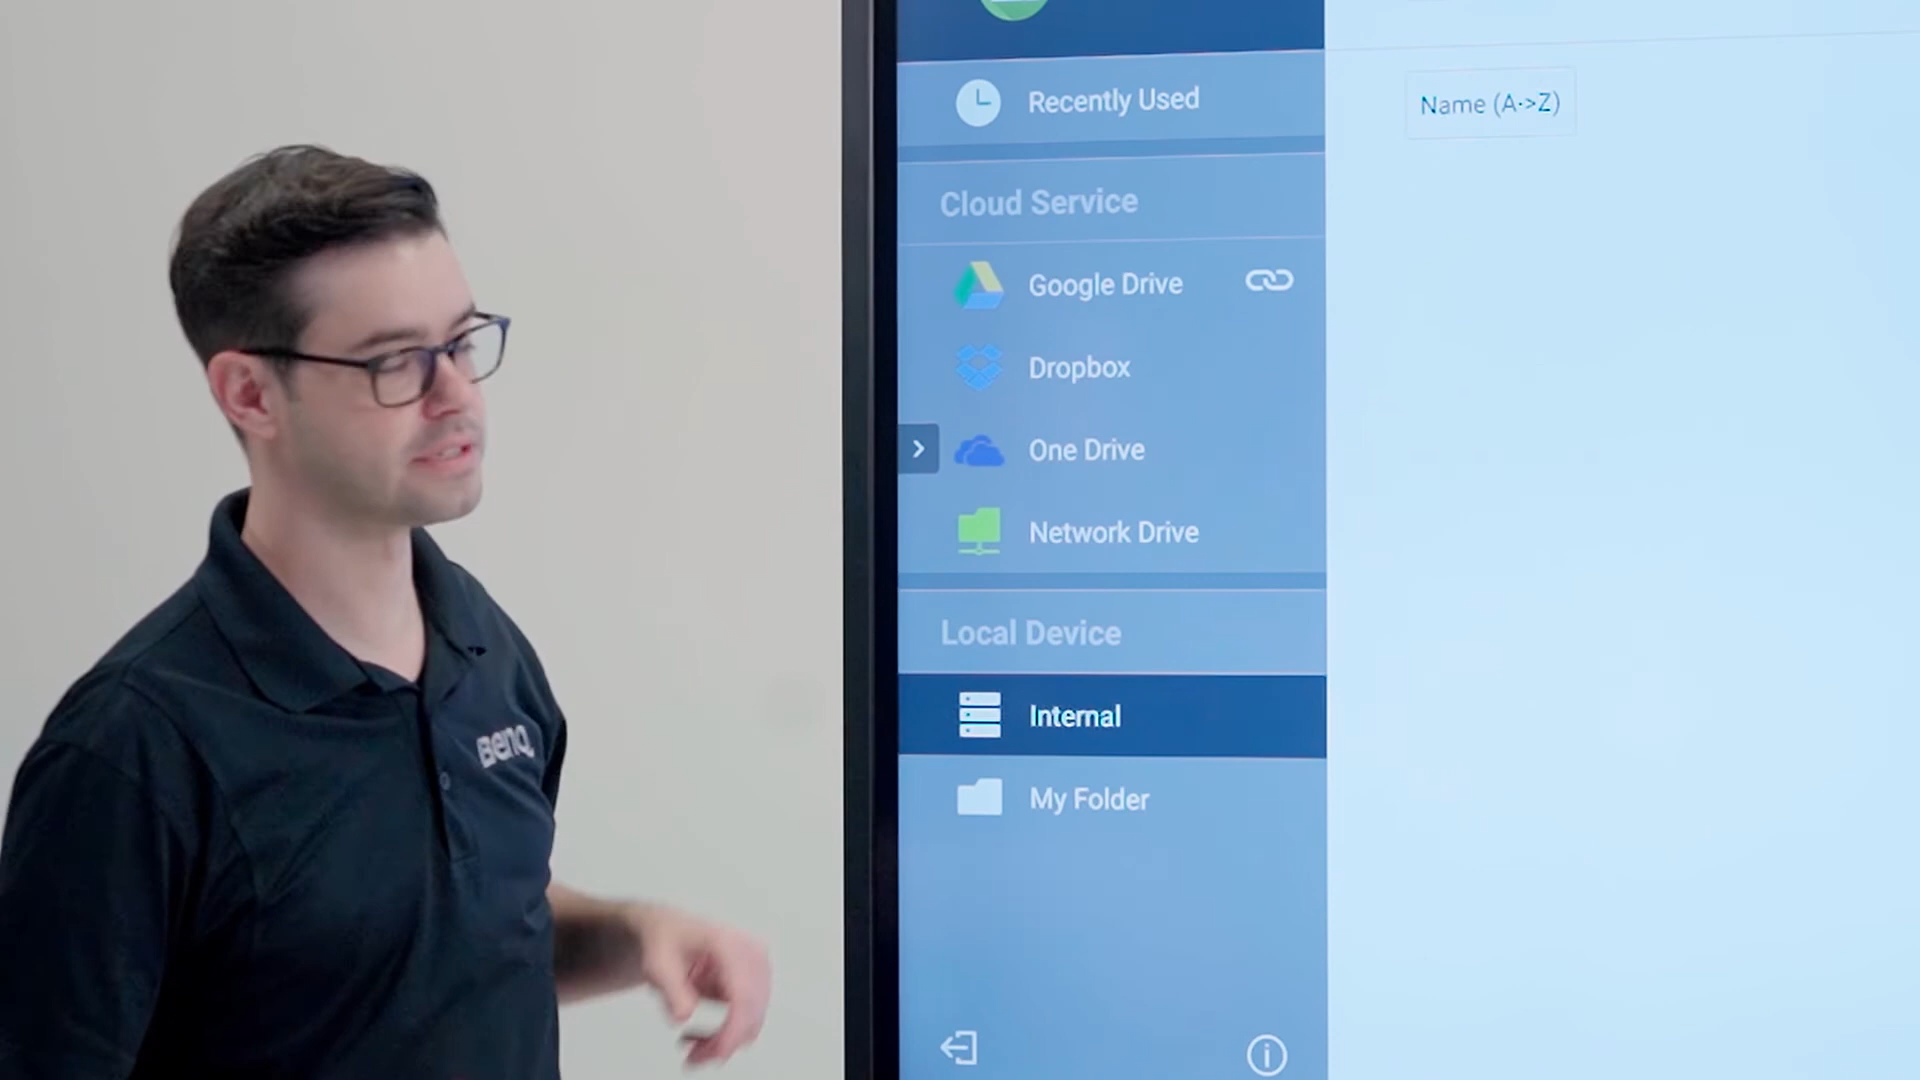 Recently Used
Name (A->Z)
Cloud Service
Google Drive
Dropbox
One Drive
Network Drive
Local Device
Internal
My Folder
BenQ